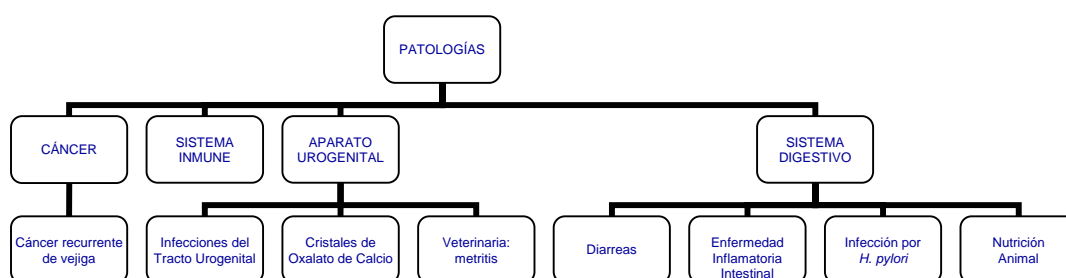 PATOLOGÍAS
CÁNCER
SISTEMA
INMUNE
APARATO
UROGENITAL
SISTEMA
DIGESTIVO
Cáncer recurrente
de vejiga
Infecciones del
Tracto Urogenital
Cristales de
Oxalato de Calcio
Veterinaria:
metritis
Diarreas
Enfermedad
Inflamatoria
Intestinal
Infección por
H. pylori
Nutrición
Animal